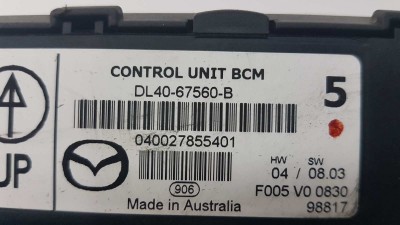 CONTROL UNIT BCM
DL40-67560-B
5
040027855401
HW SW
04 / 08.03
UP
906
F005 V0 0830
Made in Australia
98817